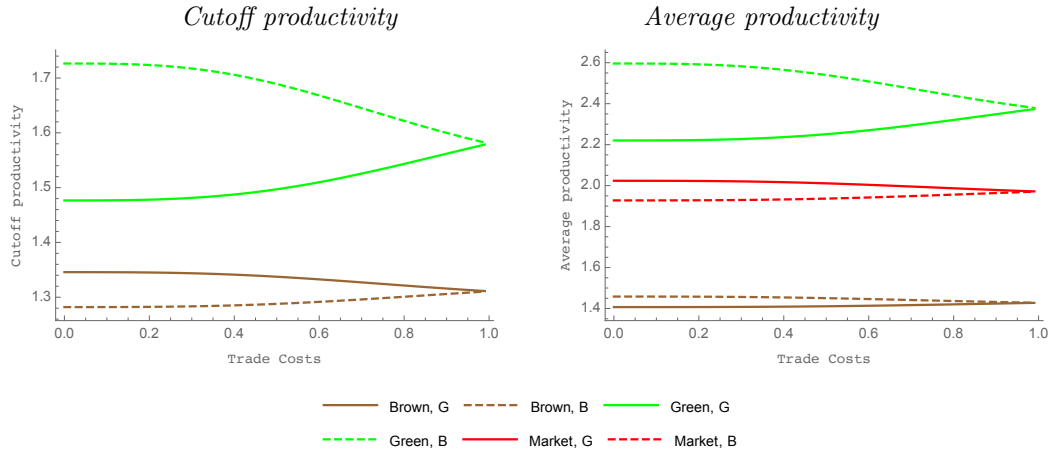 Cutoff productivity
Average productivity
Cutoff productivity
1.7
1.6
1.5
1.4
1.3
0.0 0.2 0.4 0.6 0.8 1.0
Trade Costs
Average productivity
2.6
2.4
2.2
2.0
1.8
1.6
1.4
0.0 0.2 0.4 0.6 0.8 1.0
Trade Costs
Brown, G Brown, B Green, G
Green, B Market, G Market, B